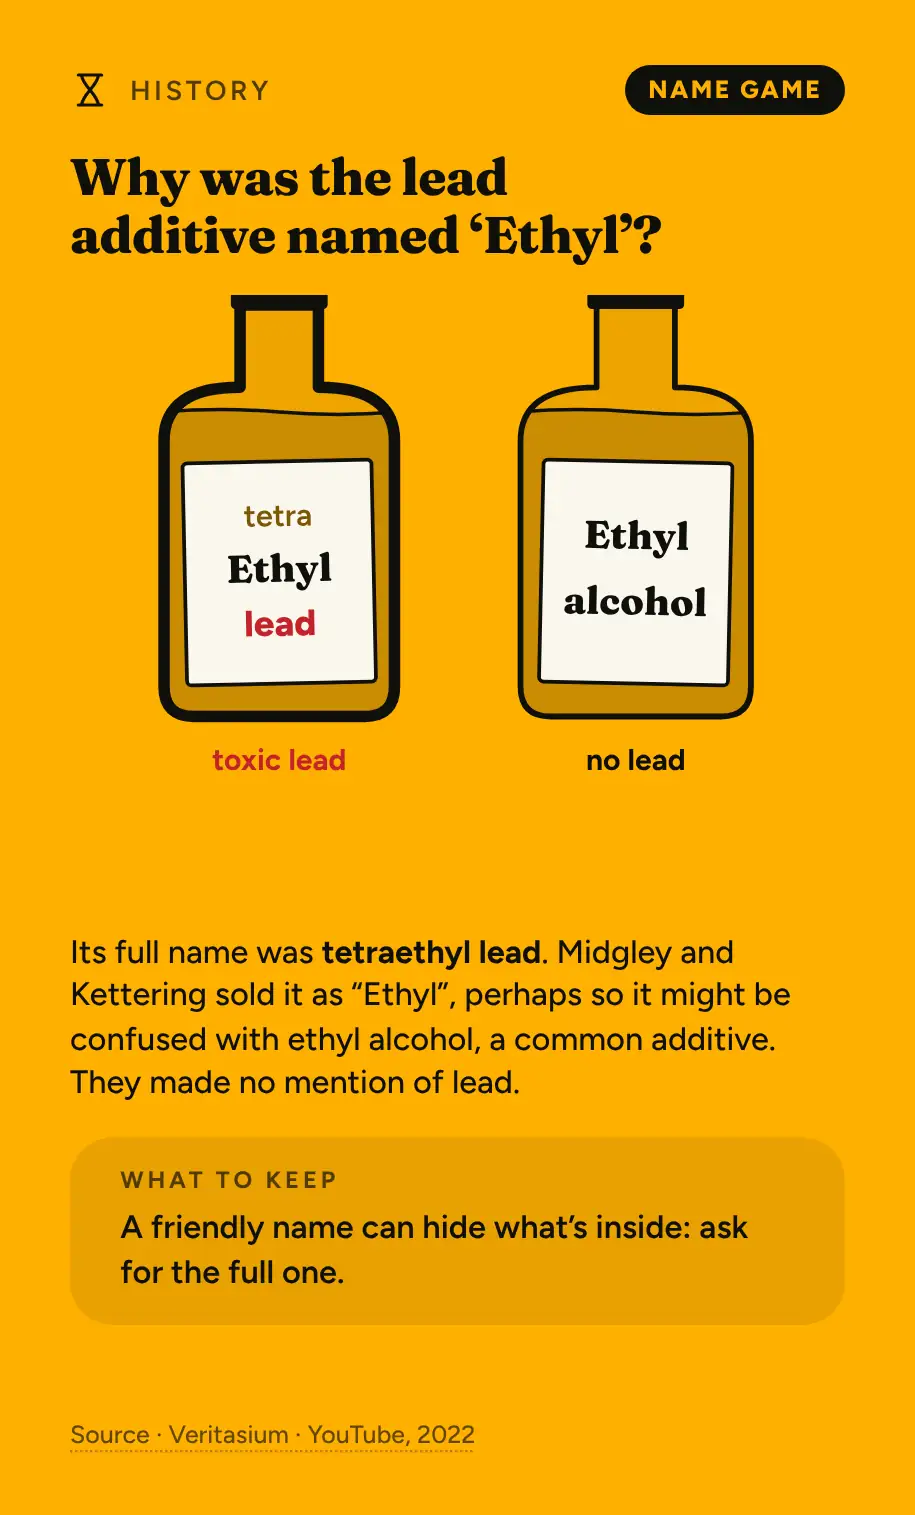 HISTORY
NAME GAME
Why was the lead
additive named ‘Ethyl’?
tetra
Ethyl
lead
Ethyl
alcohol
toxic lead
no lead
Its full name was tetraethyl lead. Midgley and
Kettering sold it as “Ethyl”, perhaps so it might be
confused with ethyl alcohol, a common additive.
They made no mention of lead.
WHAT TO KEEP
A friendly name can hide what’s inside: ask
for the full one.
Source · Veritasium · YouTube, 2022